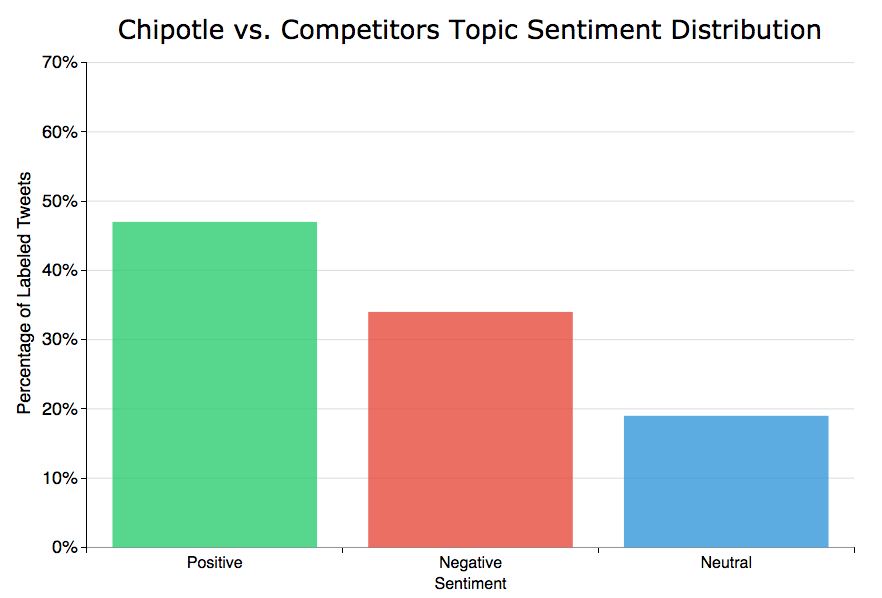 Chipotle vs. Competitors Topic Sentiment Distribution
70%
60%
50%
40%
30%
20%
10%
0%
Percentage of Labeled Tweets
Positive
Negative
Neutral
Sentiment